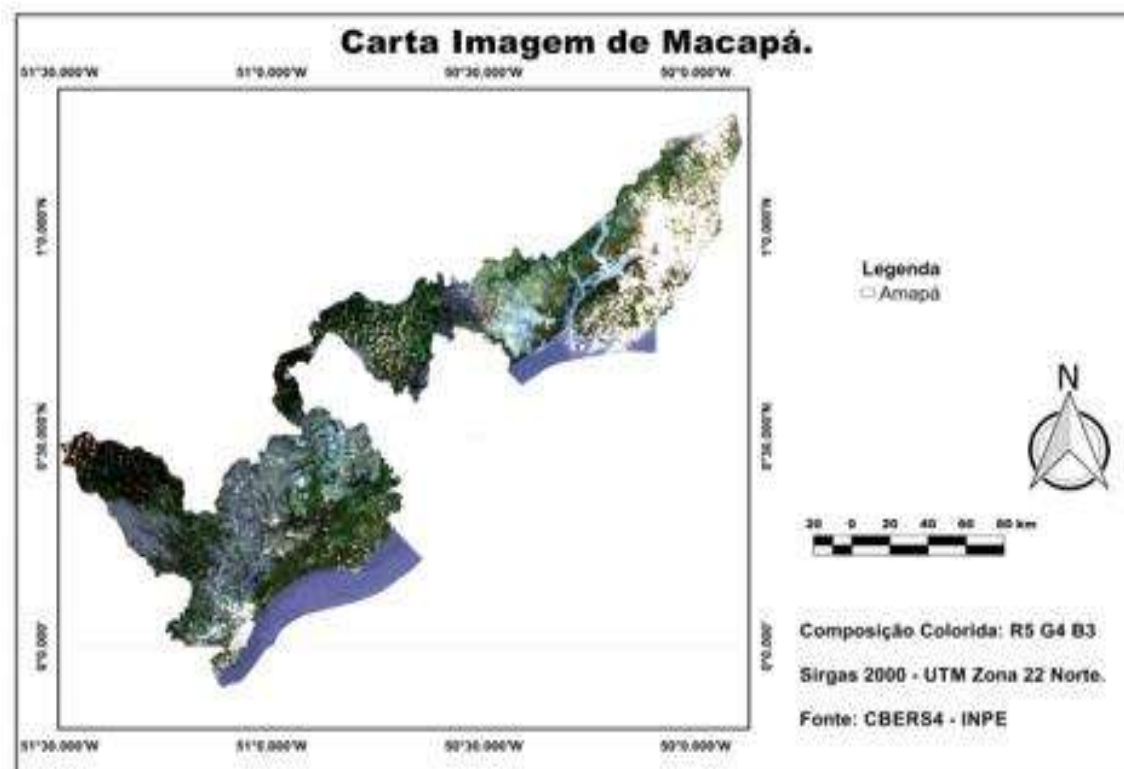 Carta Imagem de Macapá.
51°30.000'W 51°0.000'W 50°30.000'W 50°0.000'W
1°0.000'N
1°0.000'N
Legenda
Amapá
N
0°30.000'N
0°30.000'N
20 0 20 40 60 80 km
0°0.000'
0°0.000'
Composição Colorida: R5 G4 B3
Sirgas 2000 - UTM Zona 22 Norte.
Fonte: CBERS4 - INPE
51°30.000'W 51°0.000'W 50°30.000'W 50°0.000'W